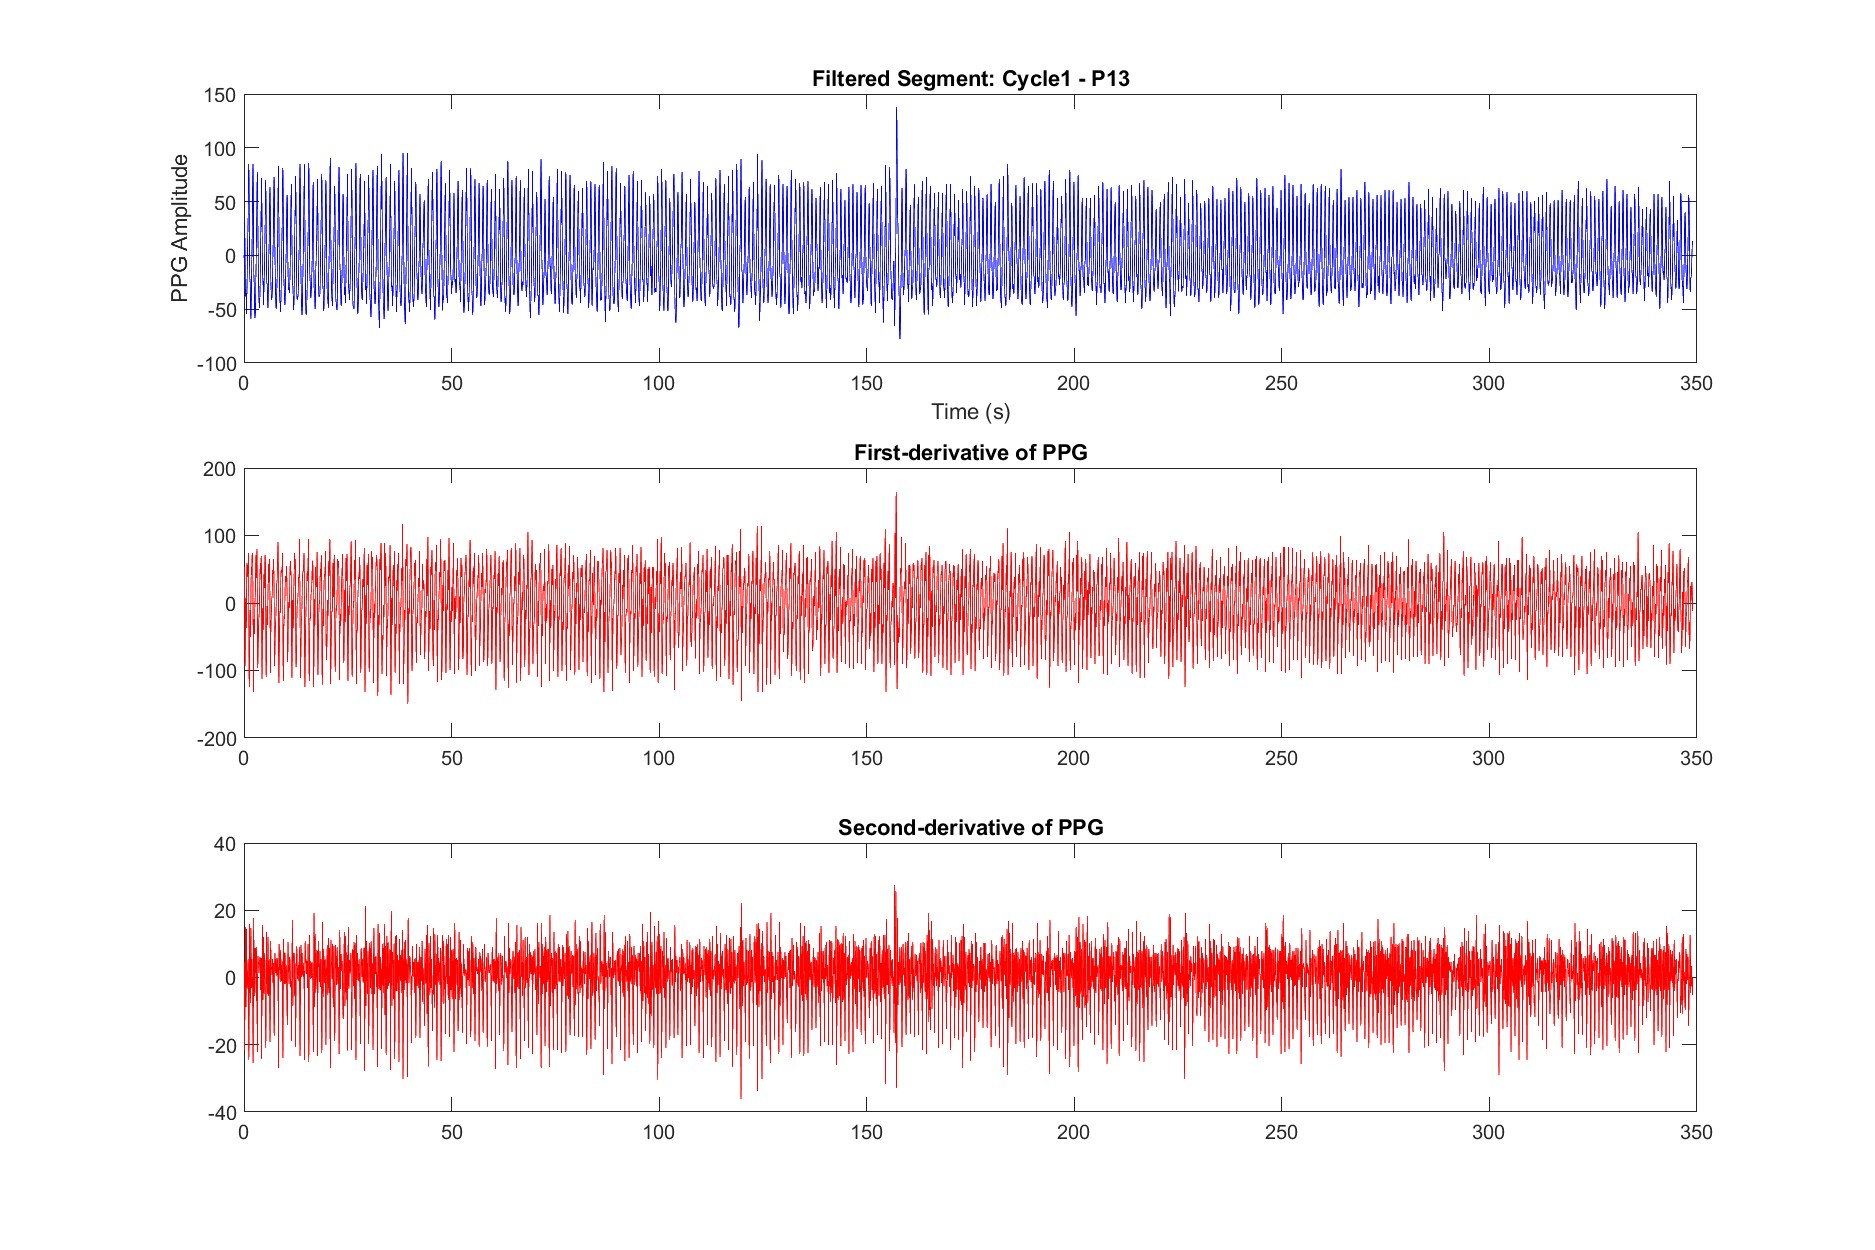 Filtered Segment: Cycle1 - P13
150
100
50
0
-50
-100
PPG Amplitude
0 50 100 150 200 250 300 350
Time (s)
First-derivative of PPG
200
100
0
-100
-200
0 50 100 150 200 250 300 350
Second-derivative of PPG
40
20
0
-20
-40
0 50 100 150 200 250 300 350